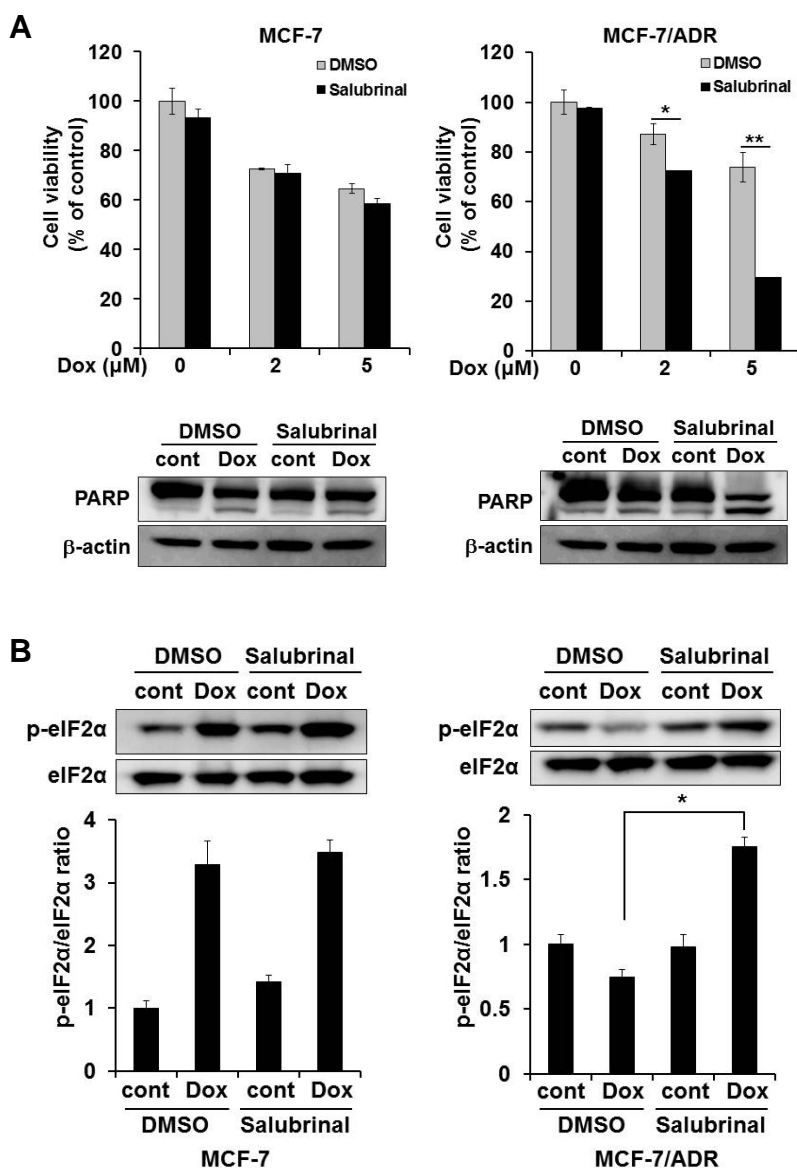 A
MCF-7
DMSO
Salubrinal
Cell viability
(% of control)
120
100
80
60
40
20
0
Dox (μM)
0
2
5
MCF-7/ADR
DMSO
Salubrinal
*
**
Cell viability
(% of control)
120
100
80
60
40
20
0
Dox (μM)
0
2
5
DMSO Salubrinal
cont Dox cont Dox
PARP
β-actin
DMSO Salubrinal
cont Dox cont Dox
PARP
β-actin
B
DMSO Salubrinal
cont Dox cont Dox
p-eIF2α
eIF2α
p-eIF2α/eIF2α ratio
4
3
2
1
0
cont Dox cont Dox
DMSO Salubrinal
MCF-7
DMSO Salubrinal
cont Dox cont Dox
p-eIF2α
eIF2α
*
p-eIF2α/eIF2α ratio
2
1.5
1
0.5
0
cont Dox cont Dox
DMSO Salubrinal
MCF-7/ADR